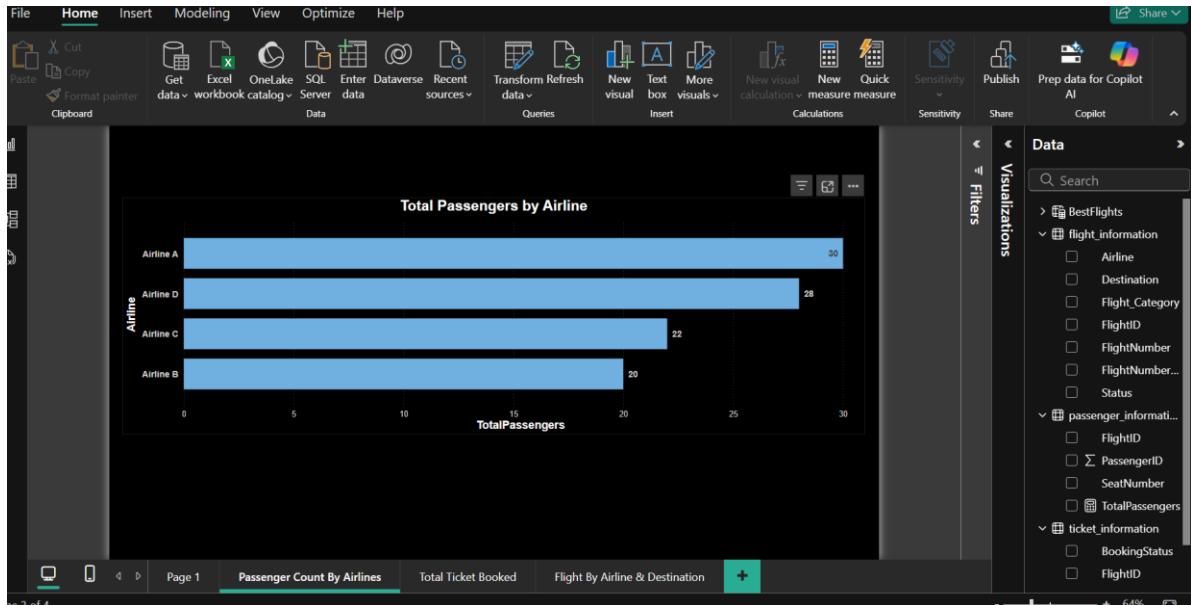 File Home Insert Modeling View Optimize Help Share
Paste Cut
Copy
Format painter
Get data Excel workbook OneLake catalog SQL Server Enter data Dataverse Recent sources Transform data Refresh New visual Text box More visuals New visual calculation New measure Quick measure Sensitivity Publish Prep data for AI Copilot
Clipboard Data Queries Insert Calculations Sensitivity Share Copilot
Total Passengers by Airline
Airline
Airline A 30
Airline D 28
Airline C 22
Airline B 20
0 5 10 15 20 25 30
TotalPassengers
Filters
Visualizations
Data
Search
BestFlights
flight_information
Airline
Destination
Flight_Category
FlightID
FlightNumber
FlightNumber...
Status
passenger_informati...
FlightID
PassengerID
SeatNumber
TotalPassengers
ticket_information
BookingStatus
FlightID
Page 1 Passenger Count By Airlines Total Ticket Booked Flight By Airline & Destination
64%